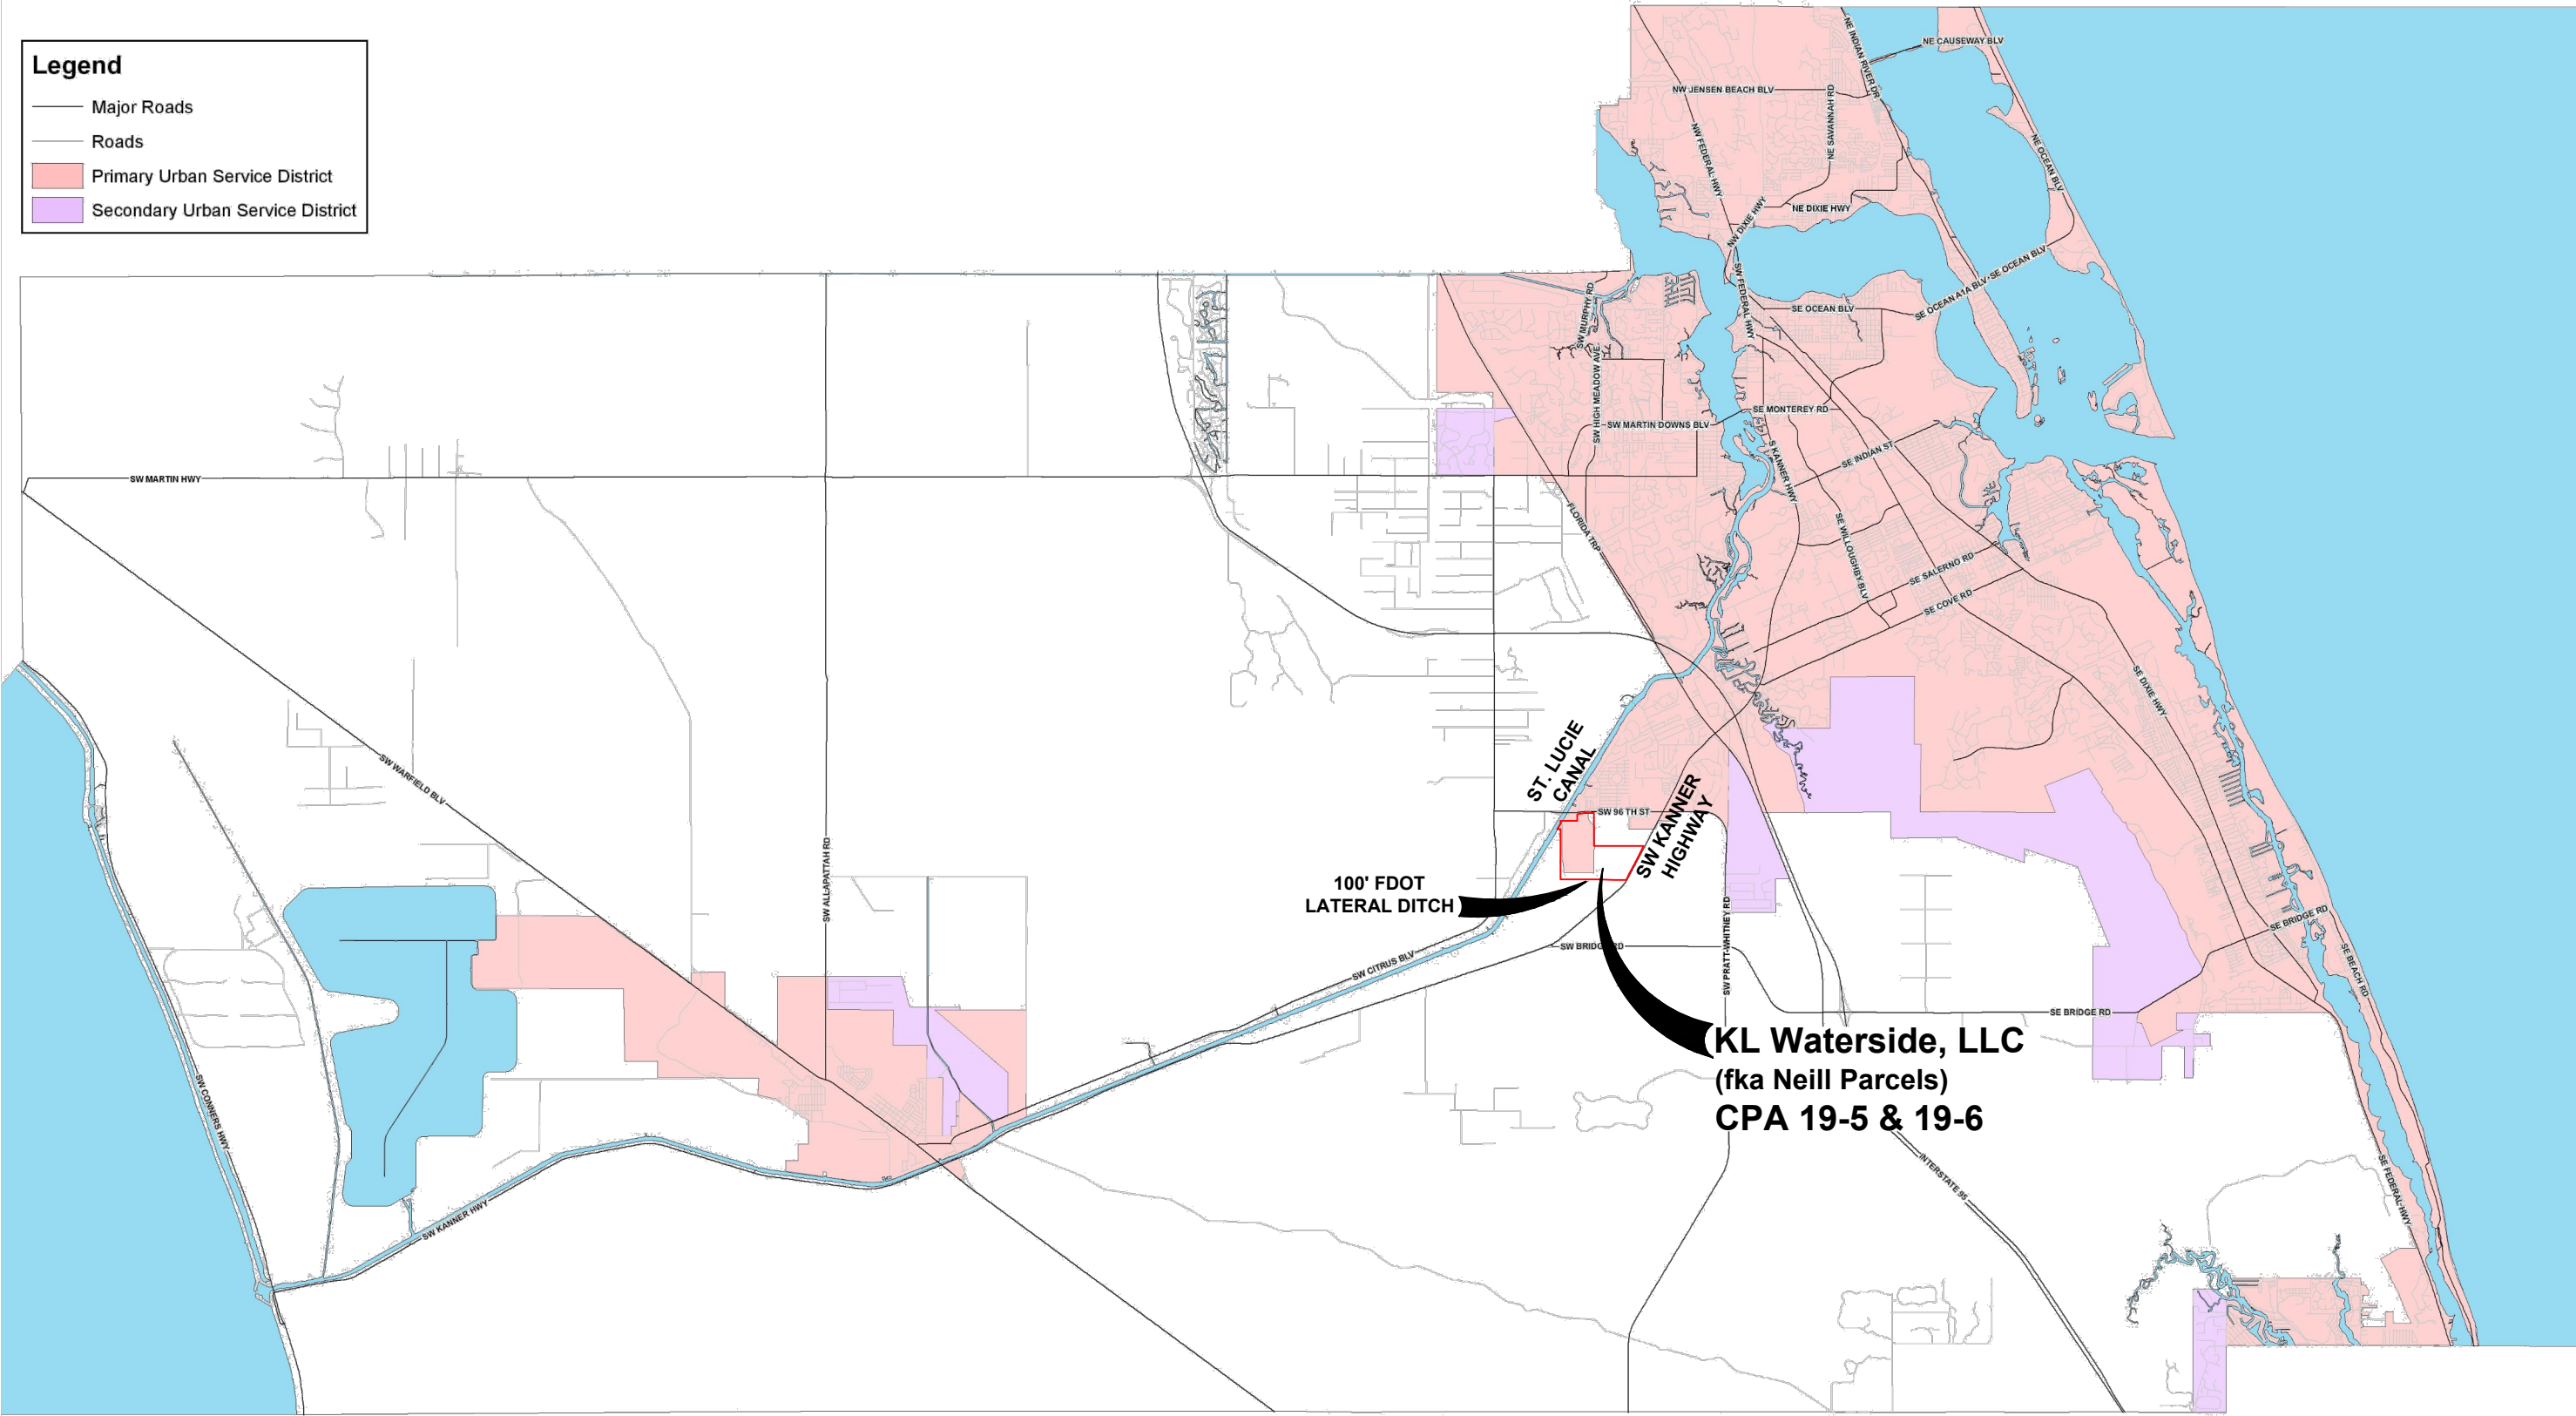 Legend
Major Roads
Roads
Primary Urban Service District
Secondary Urban Service District
NE CAUSEWAY BLV
NE INDIAN RIVER DR
NW JENSEN BEACH BLV
NE SAVANNAH RD
NW FEDERAL HWY
NE OCEAN BLV
NE DIXIE HWY
NW DIXIE HWY
SW FEDERAL HWY
SE OCEAN A1A BLV-SE OCEAN BLV
SE OCEAN BLV
SW MURPHY RD
SW HIGH MEADOW AVE.
SE MONTEREY RD
SW MARTIN DOWNS BLV
S KANNER HWY
SE INDIAN ST
SW MARTIN HWY
FLORIDA TRP
SE WILLOUGHBY BLV
SE SALERNO RD
SE COVE RD
SE DIXIE HWY
SW WARFIELD BLV
ST. LUCIE
CANAL
SW 96 TH ST
SW KANNER
HIGHWAY
SW ALLAPATTAH RD
100' FDOT
LATERAL DITCH
SW PRATT-WHITNEY RD
SE BRIDGE RD
SW BRIDGE RD
SW CITRUS BLV
SE BEACH RD
SE BRIDGE RD
KL Waterside, LLC
(fka Neill Parcels)
CPA 19-5 & 19-6
SW CONNERS HWY
INTERSTATE 95
SE FEDERAL HWY
SW KANNER HWY